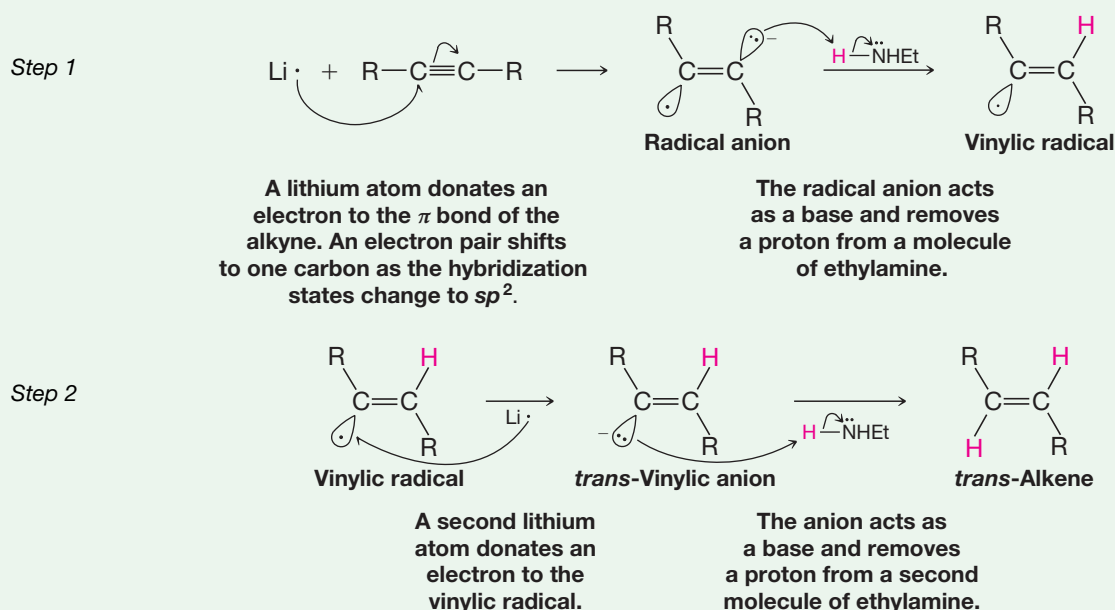 Step 1
Li· + R—C≡C—R
R
C=C
R
–
H—NHEt
R
H
C=C
R
Radical anion
Vinylic radical
A lithium atom donates an
electron to the π bond of the
alkyne. An electron pair shifts
to one carbon as the hybridization
states change to sp².
The radical anion acts
as a base and removes
a proton from a molecule
of ethylamine.
Step 2
R
H
C=C
R
Li·
R
H
C=C
–
R
H—NHEt
R
H
C=C
H
R
Vinylic radical
trans-Vinylic anion
trans-Alkene
A second lithium
atom donates an
electron to the
vinylic radical.
The anion acts as
a base and removes
a proton from a second
molecule of ethylamine.